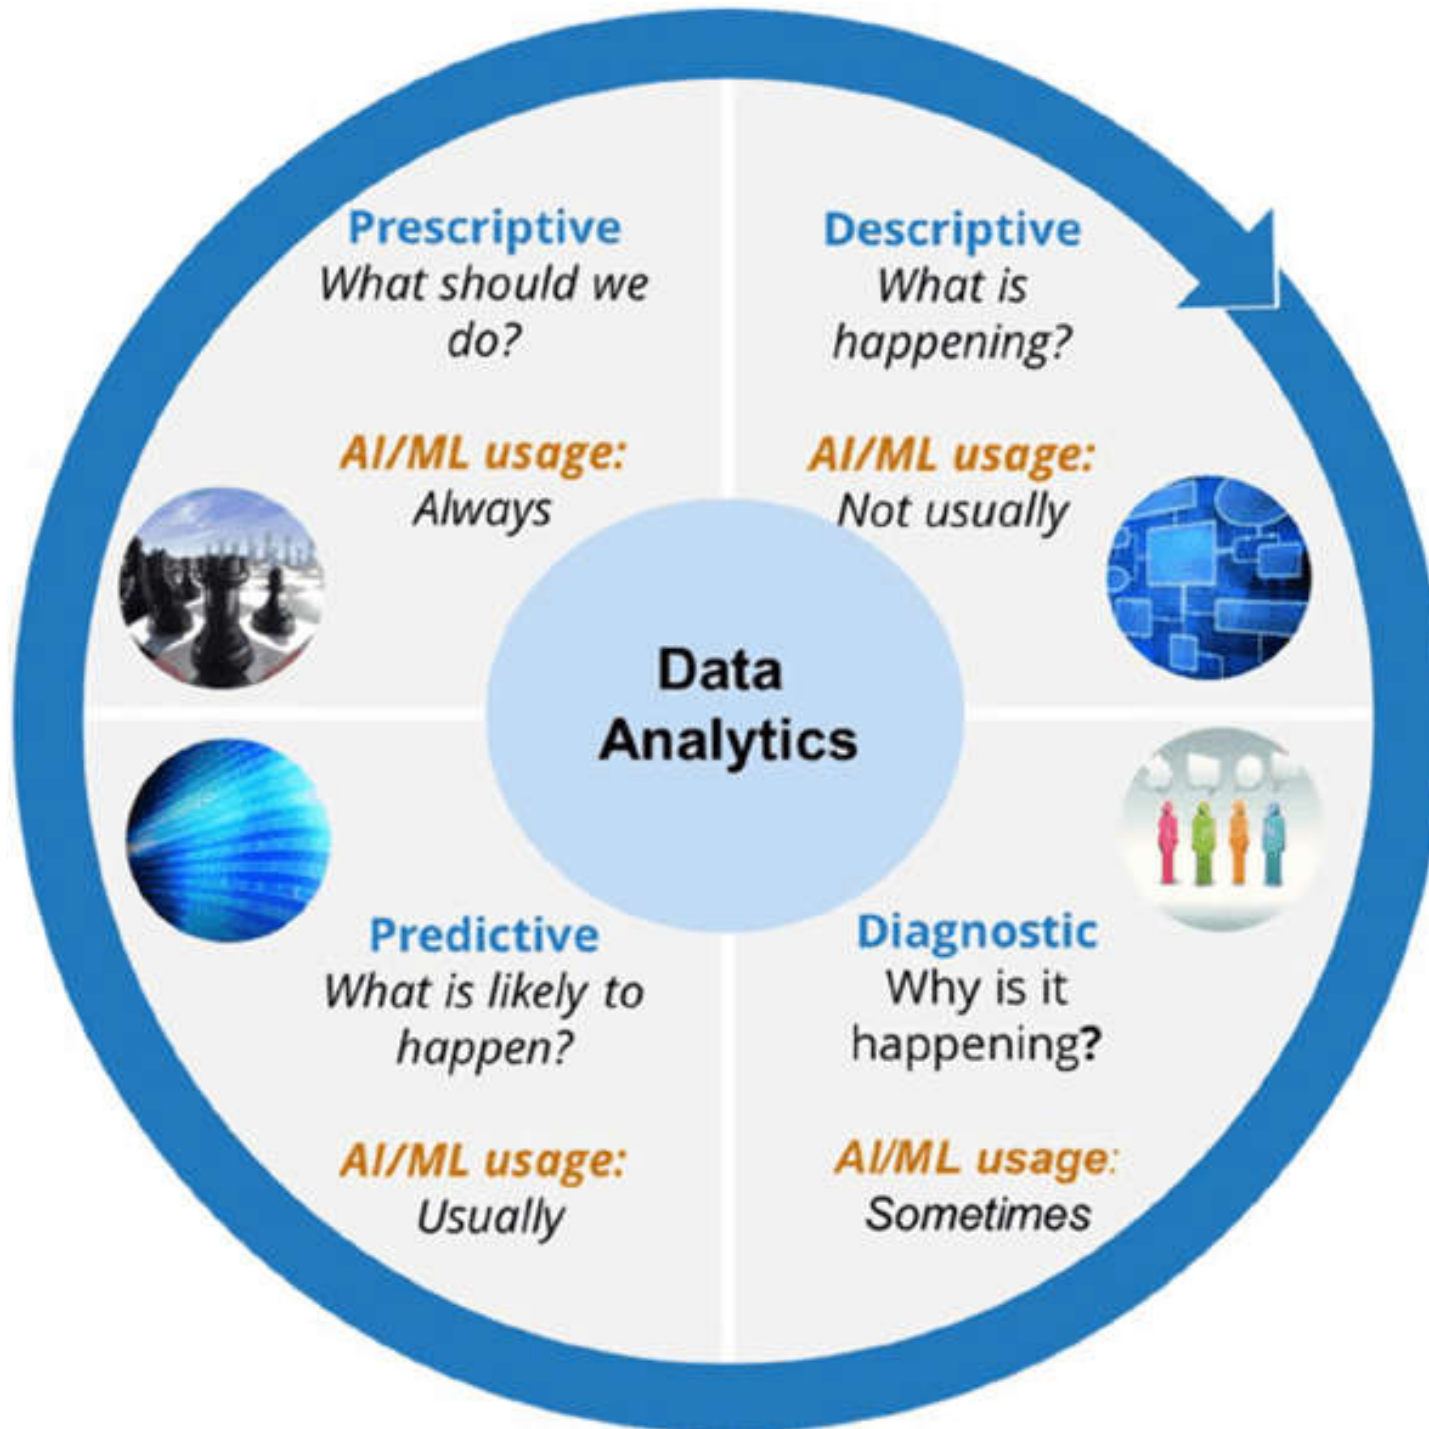 Prescriptive
What should we
do?
AI/ML usage:
Always
Descriptive
What is
happening?
AI/ML usage:
Not usually
Data
Analytics
Predictive
What is likely to
happen?
AI/ML usage:
Usually
Diagnostic
Why is it
happening?
AI/ML usage:
Sometimes